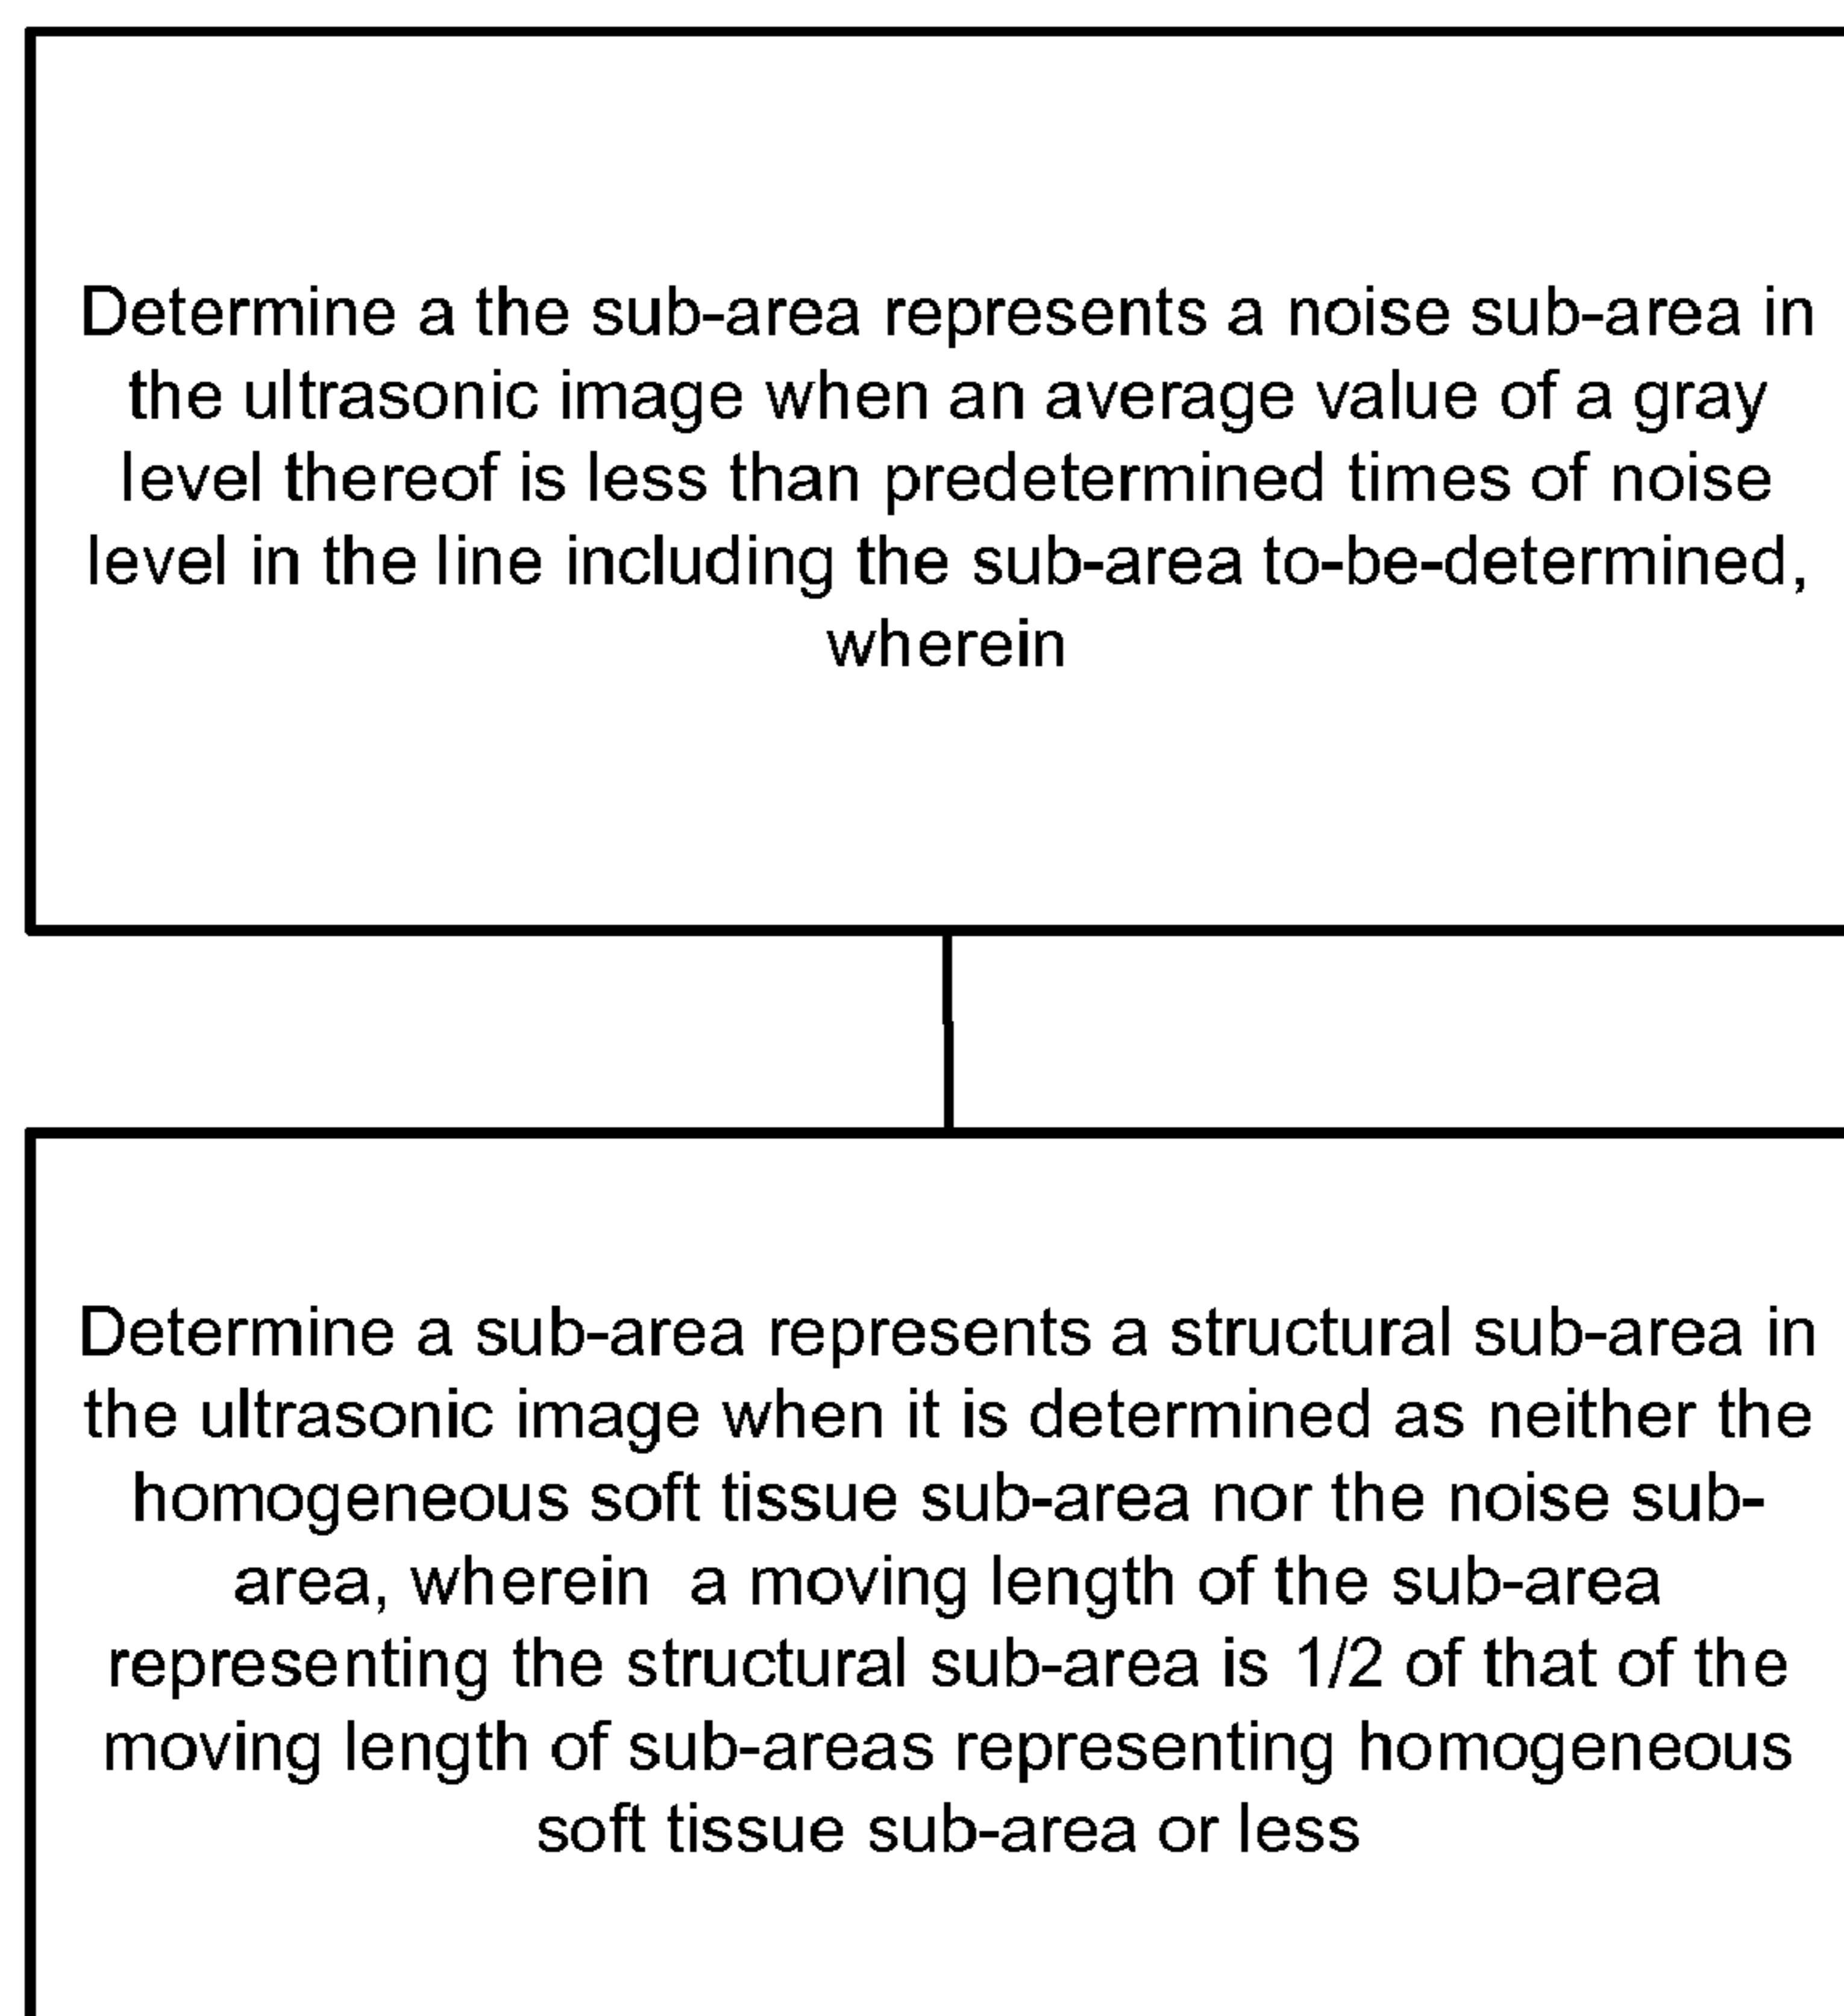 Determine a the sub-area represents a noise sub-area in
the ultrasonic image when an average value of a gray
level thereof is less than predetermined times of noise
level in the line including the sub-area to-be-determined,
wherein
Determine a sub-area represents a structural sub-area in
the ultrasonic image when it is determined as neither the
homogeneous soft tissue sub-area nor the noise sub-
area, wherein  a moving length of the sub-area
representing the structural sub-area is 1/2 of that of the
moving length of sub-areas representing homogeneous
soft tissue sub-area or less